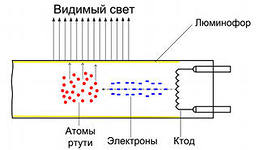 Видимый свет
Люминофор
Атомы
ртути
Электроны
Ктод